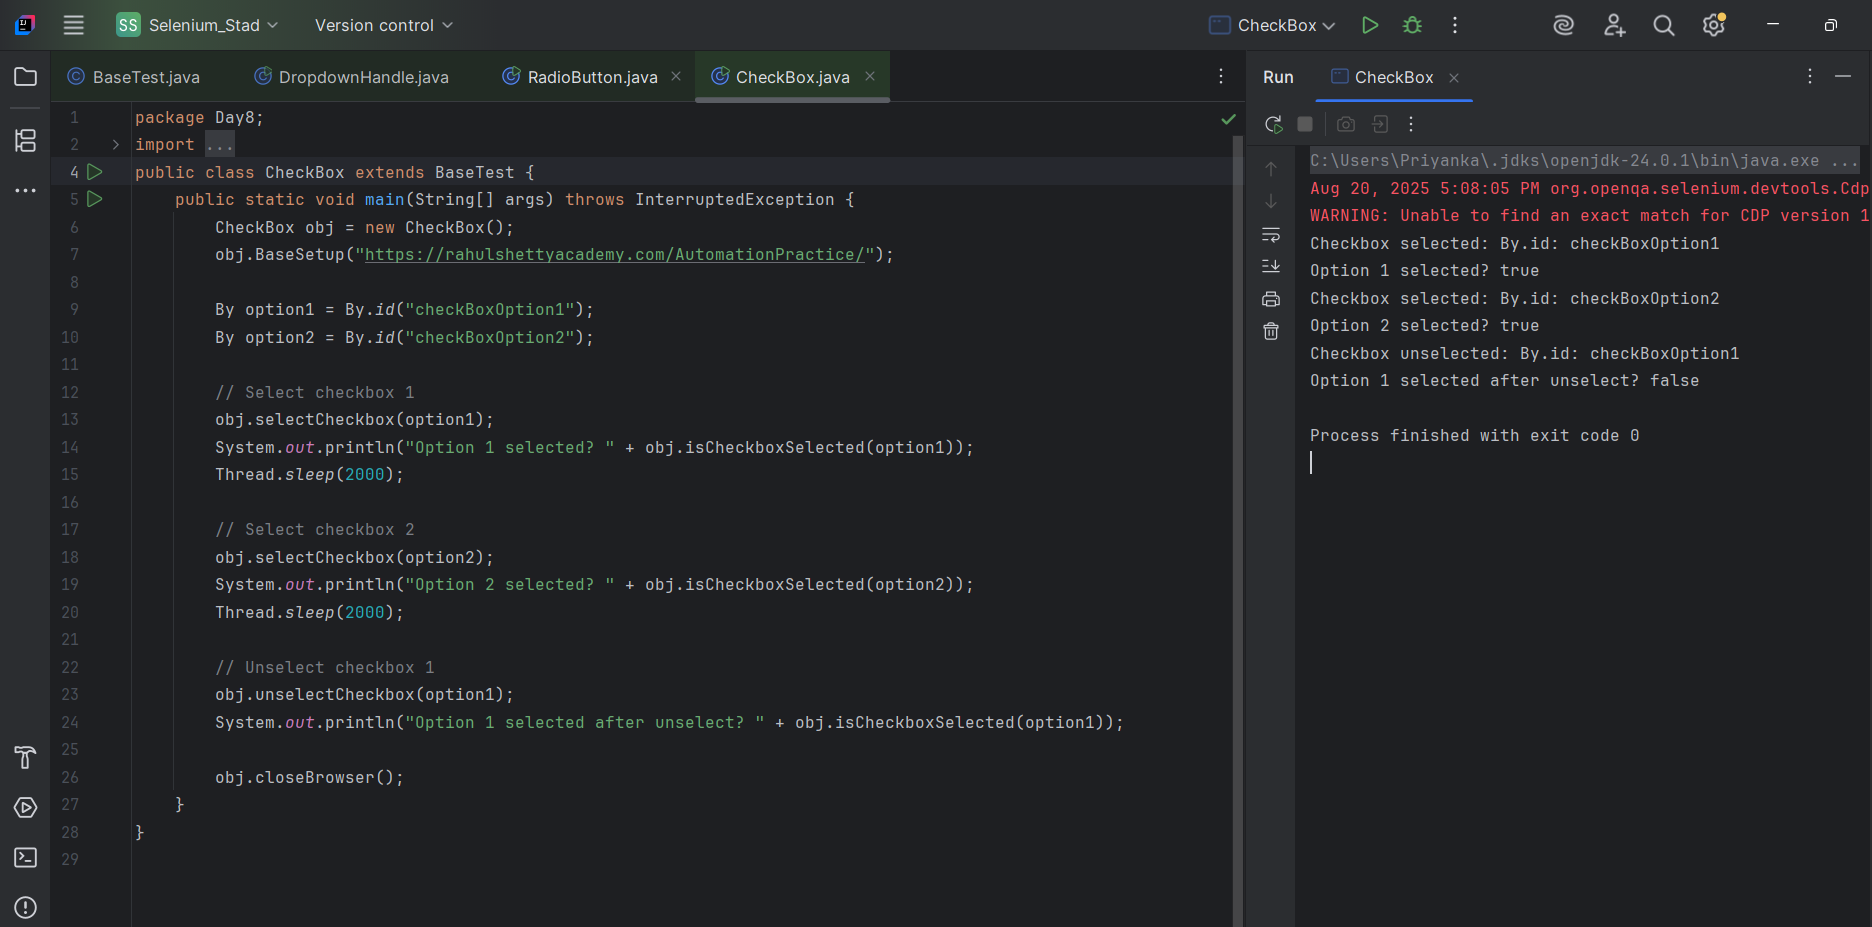 SS Selenium_Stad Version control CheckBox
BaseTest.java DropdownHandle.java RadioButton.java CheckBox.java
1 package Day8;
2 import ...
4 public class CheckBox extends BaseTest {
5 public static void main(String[] args) throws InterruptedException {
6 CheckBox obj = new CheckBox();
7 obj.BaseSetup("https://rahulshettyacademy.com/AutomationPractice/");
8
9 By option1 = By.id("checkBoxOption1");
10 By option2 = By.id("checkBoxOption2");
11
12 // Select checkbox 1
13 obj.selectCheckbox(option1);
14 System.out.println("Option 1 selected? " + obj.isCheckboxSelected(option1));
15 Thread.sleep(2000);
16
17 // Select checkbox 2
18 obj.selectCheckbox(option2);
19 System.out.println("Option 2 selected? " + obj.isCheckboxSelected(option2));
20 Thread.sleep(2000);
21
22 // Unselect checkbox 1
23 obj.unselectCheckbox(option1);
24 System.out.println("Option 1 selected after unselect? " + obj.isCheckboxSelected(option1));
25
26 obj.closeBrowser();
27 }
28 }
29
Run CheckBox
C:\Users\Priyanka\.jdks\openjdk-24.0.1\bin\java.exe ...
Aug 20, 2025 5:08:05 PM org.openqa.selenium.devtools.Cdp
WARNING: Unable to find an exact match for CDP version 1
Checkbox selected: By.id: checkBoxOption1
Option 1 selected? true
Checkbox selected: By.id: checkBoxOption2
Option 2 selected? true
Checkbox unselected: By.id: checkBoxOption1
Option 1 selected after unselect? false
Process finished with exit code 0